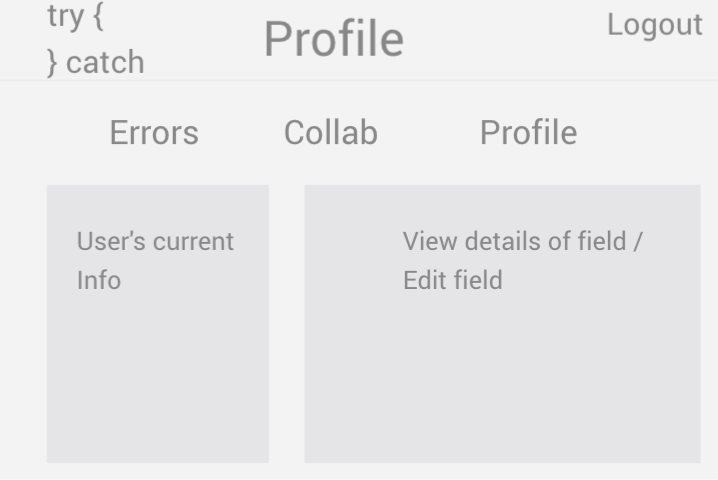 try {
} catch
Profile
Logout
Errors
Collab
Profile
User's current
Info
View details of field /
Edit field